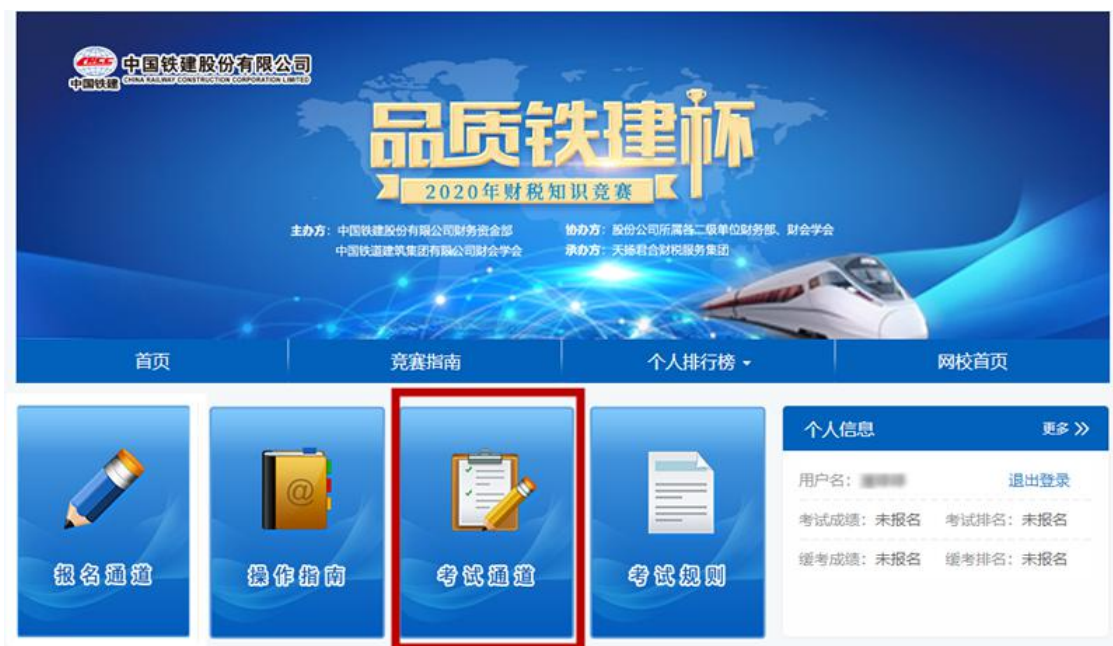 CRCC
中国铁建
中国铁建股份有限公司
CHINA RAILWAY CONSTRUCTION CORPORATION LIMITED
品质铁建杯
2020年财税知识竞赛
主办方：中国铁建股份有限公司财务资金部
中国铁道建筑集团有限公司财会学会
协办方：股份公司所属各二级单位财务部、财会学会
承办方：天扬君合财税服务集团
首页
竞赛指南
个人排行榜
网校首页
报名通道
@
操作指南
考试通道
考试规则
个人信息
更多
用户名：
退出登录
考试成绩：未报名
考试排名：未报名
缓考成绩：未报名
缓考排名：未报名